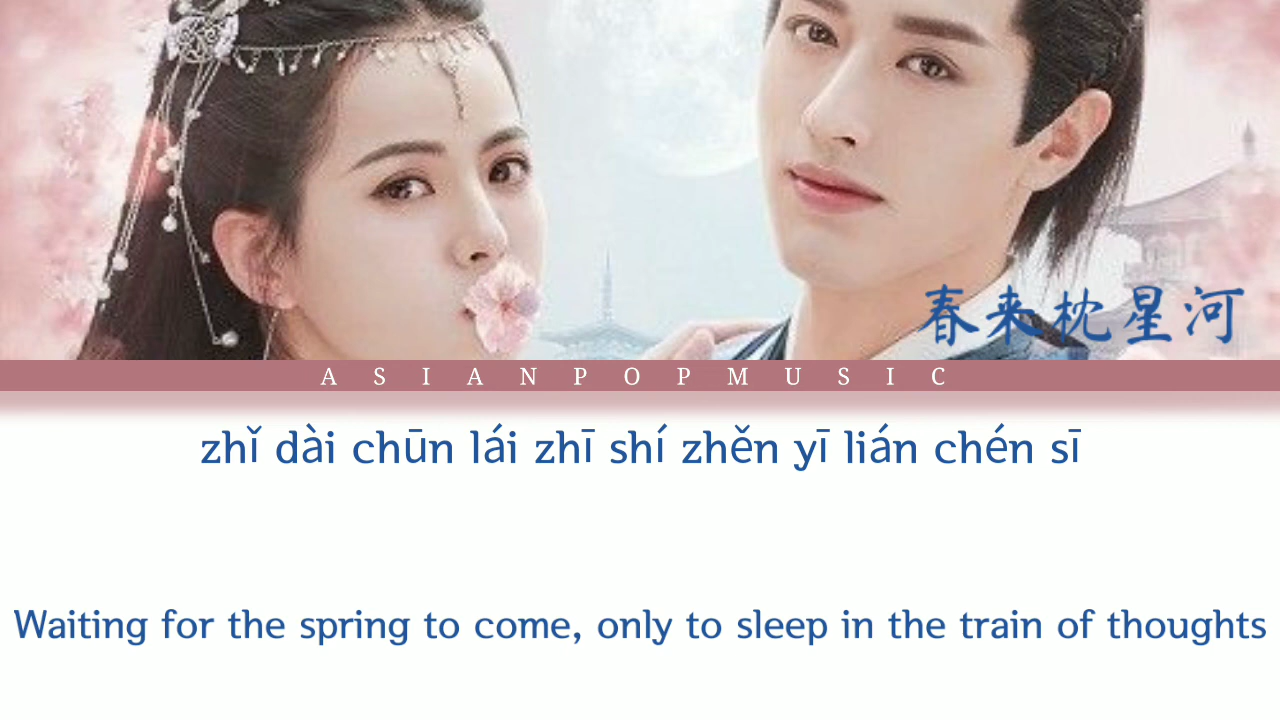 春来枕星河
ASIANPOPMUSIC
zhǐ dài chūn lái zhī shí zhěn yī lián chén sī
Waiting for the spring to come, only to sleep in the train of thoughts